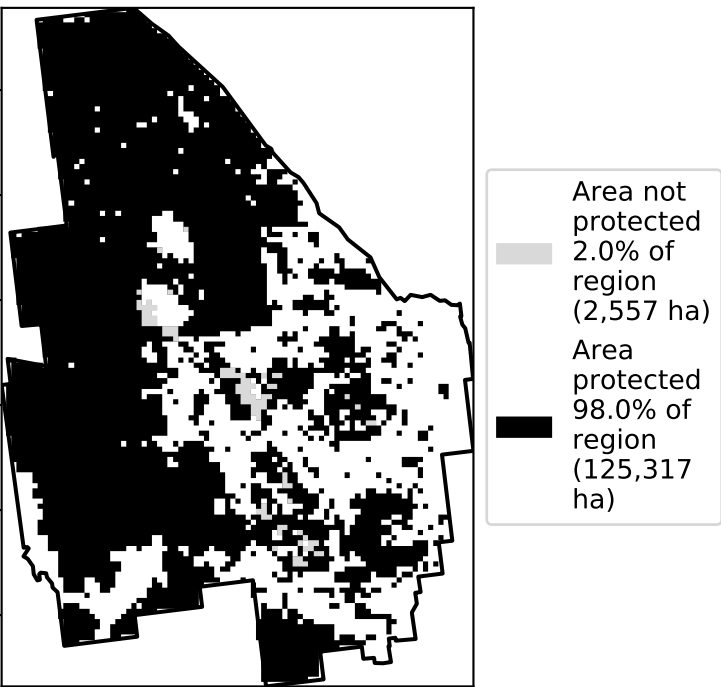 Area not
protected
2.0% of
region
(2,557 ha)
Area
protected
98.0% of
region
(125,317
ha)